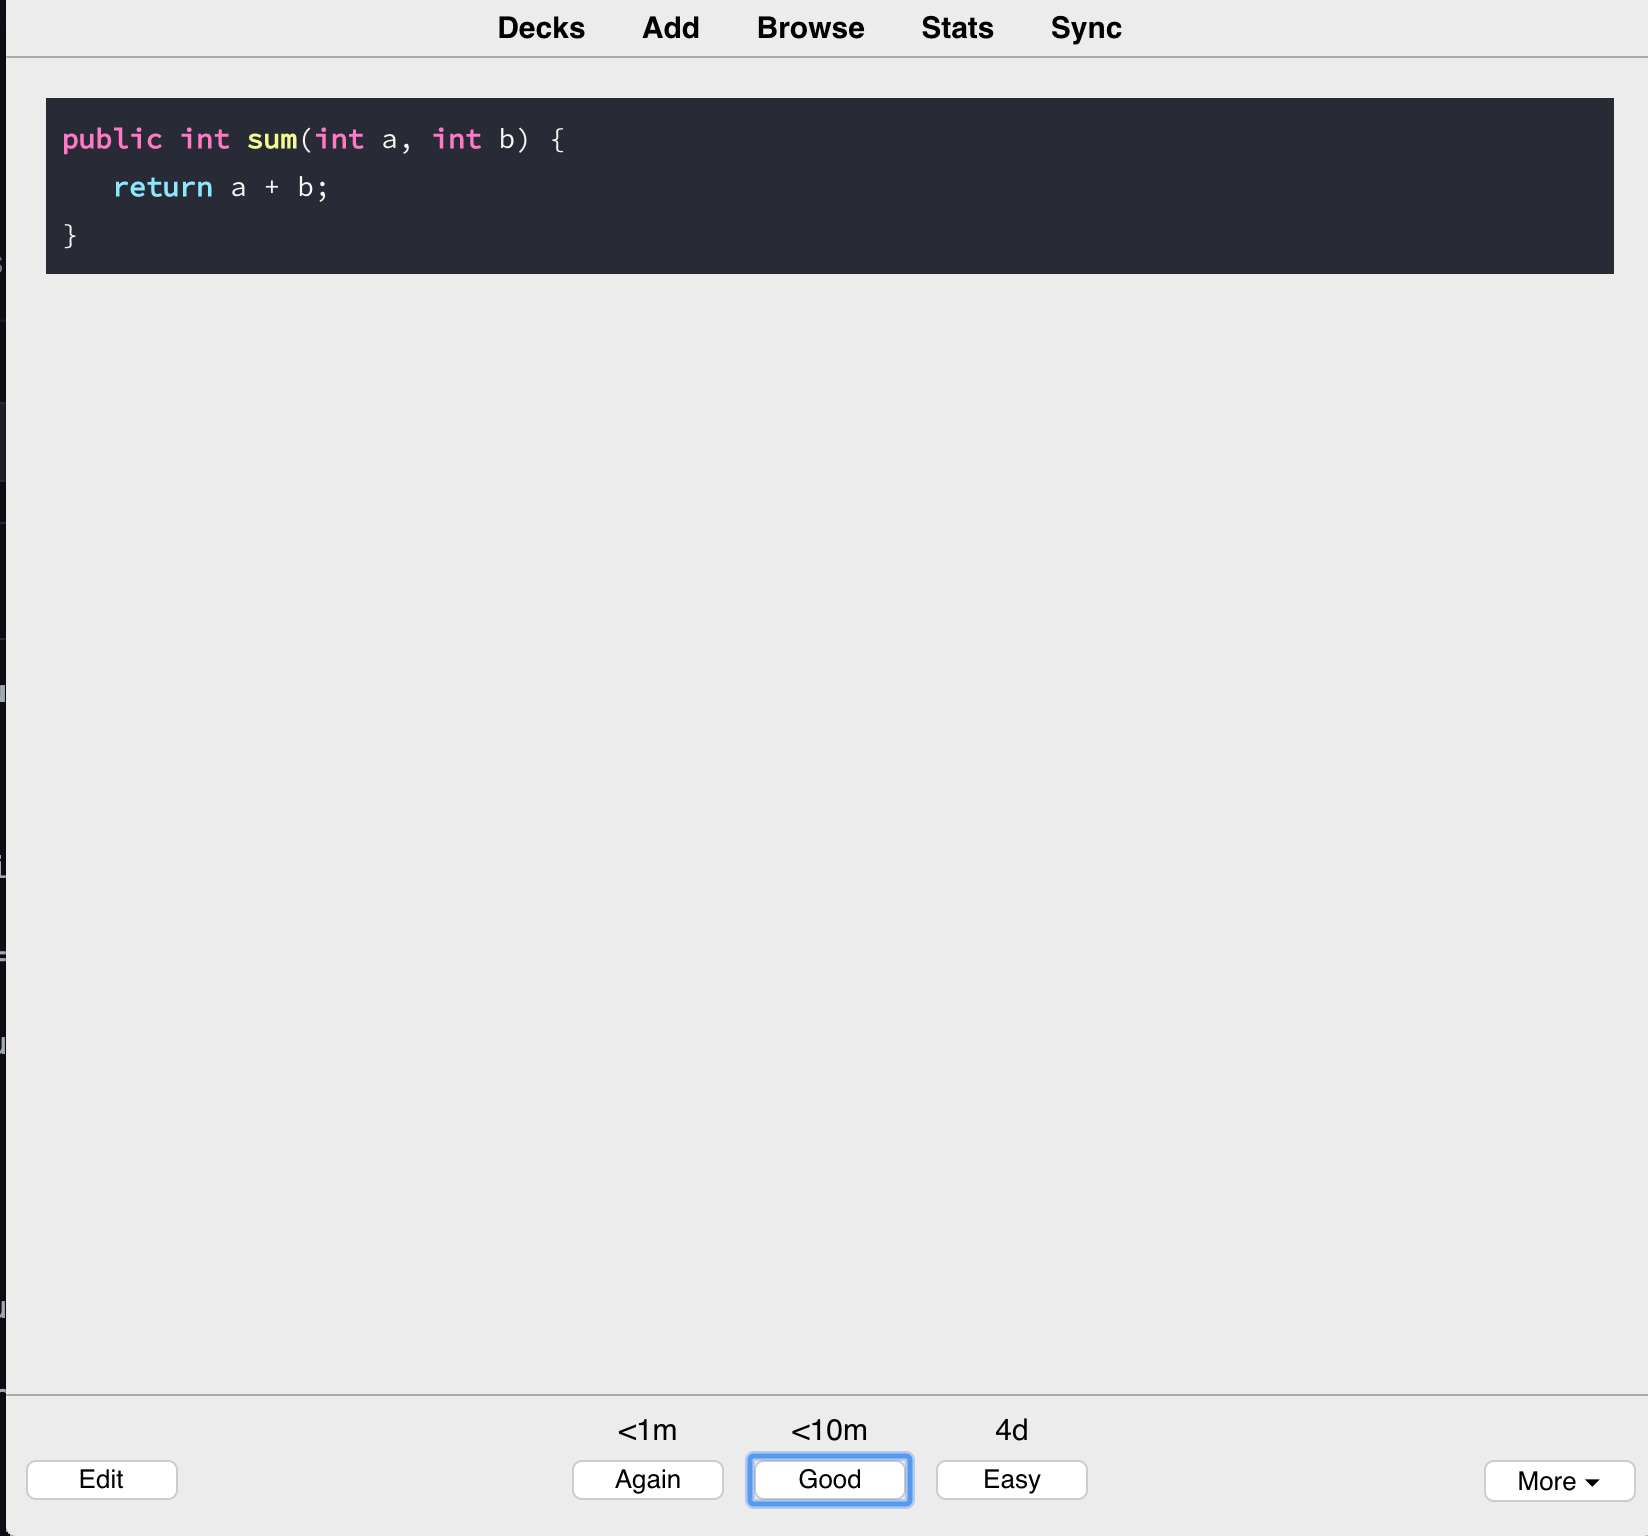 Decks Add Browse Stats Sync
public int sum(int a, int b) {
   return a + b;
}
<1m <10m 4d
Edit Again Good Easy More